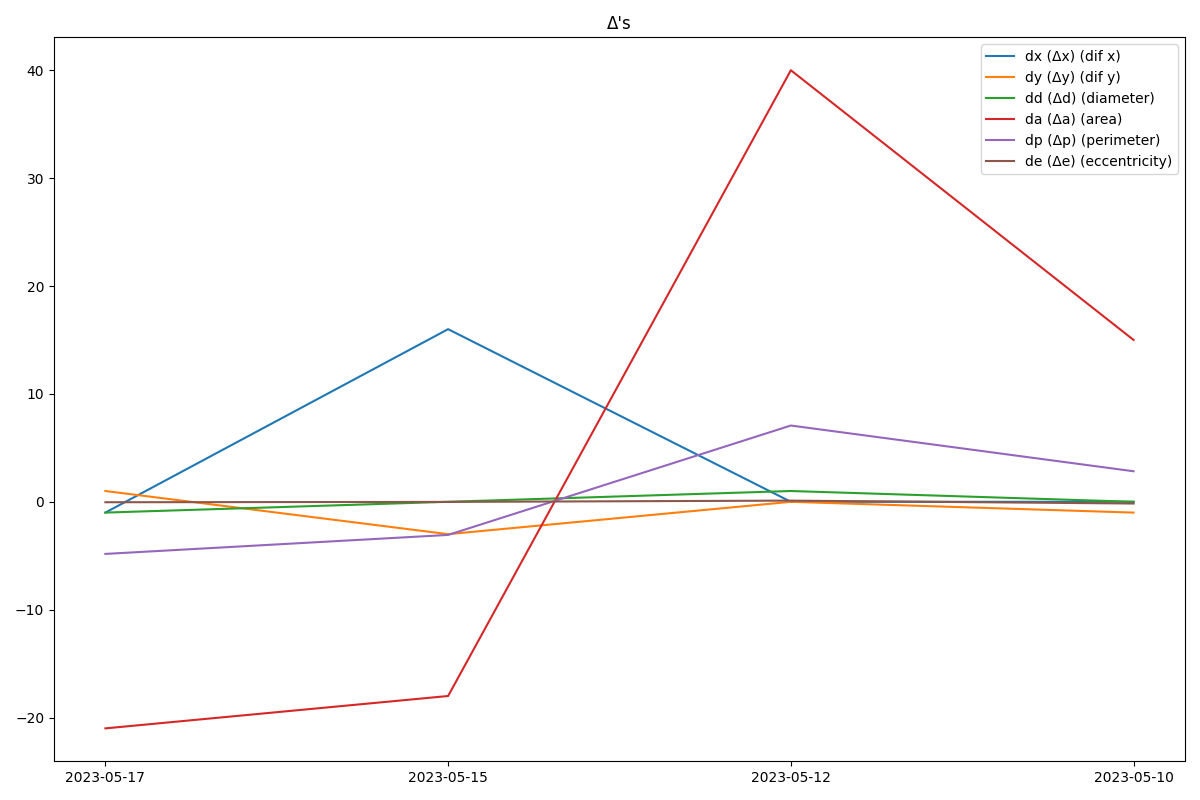 Δ's
dx (Δx) (dif x)
dy (Δy) (dif y)
dd (Δd) (diameter)
da (Δa) (area)
dp (Δp) (perimeter)
de (Δe) (eccentricity)
40
30
20
10
0
−10
−20
2023-05-17 2023-05-15 2023-05-12 2023-05-10